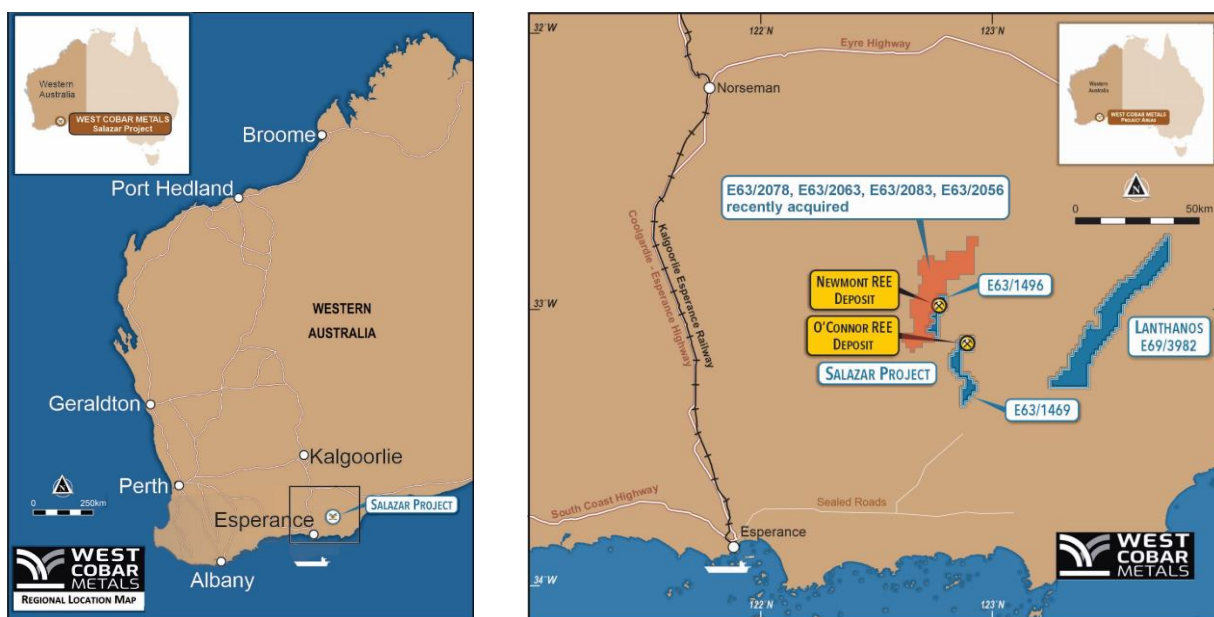 Western
Australia
WEST COBAR METALS
Salazar Project
Broome
Port Hedland
WESTERN
AUSTRALIA
Geraldton
Kalgoorlie
Perth
0 250km
SALAZAR PROJECT
Esperance
Albany
WEST
COBAR
METALS
REGIONAL LOCATION MAP
32°W
122°N
123°N
Eyre Highway
Norseman
Western
Australia
WEST COBAR METALS
PROJECT AREAS
0 50km
E63/2078, E63/2063, E63/2083, E63/2056
recently acquired
Coolgardie - Esperance Highway
Kalgoorlie Esperance Railway
NEWMONT REE
DEPOSIT
E63/1496
33°W
O'CONNOR REE
DEPOSIT
LANTHANOS
E69/3982
SALAZAR PROJECT
E63/1469
South Coast Highway
Sealed Roads
Esperance
WEST
COBAR
METALS
34°W
122°N
123°N